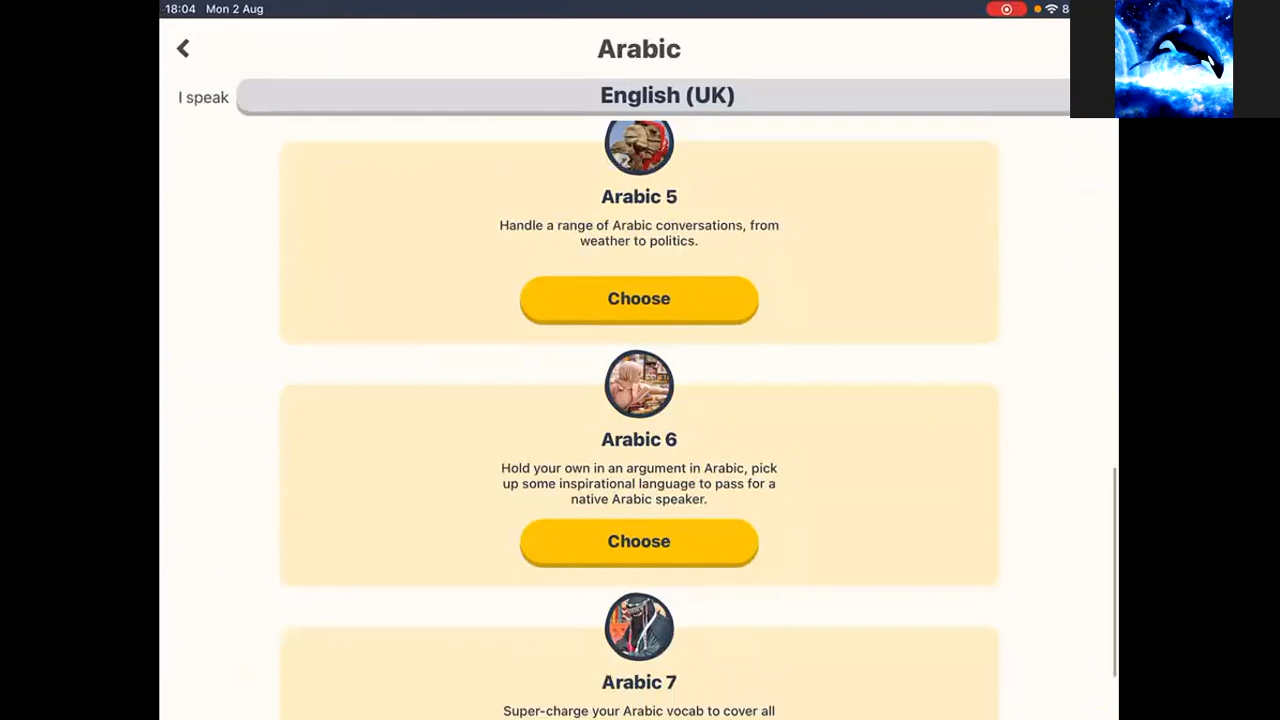 18:04 Mon 2 Aug
8
Arabic
I speak
English (UK)
Arabic 5
Handle a range of Arabic conversations, from
weather to politics.
Choose
Arabic 6
Hold your own in an argument in Arabic, pick
up some inspirational language to pass for a
native Arabic speaker.
Choose
Arabic 7
Super-charge your Arabic vocab to cover all